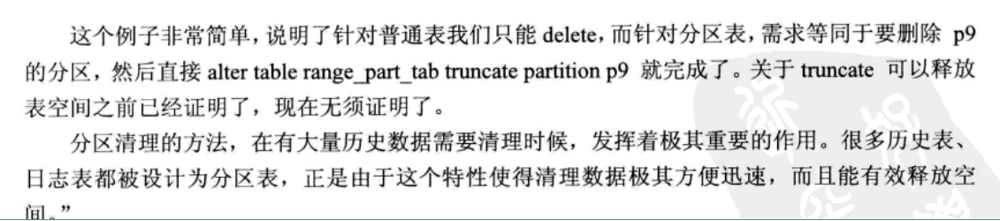 这个例子非常简单，说明了针对普通表我们只能 delete，而针对分区表，需求等同于要删除 p9
的分区，然后直接 alter table range_part_tab truncate partition p9 就完成了。关于 truncate 可以释放
表空间之前已经证明了，现在无须证明了。
分区清理的方法，在有大量历史数据需要清理时候，发挥着极其重要的作用。很多历史表、
日志表都被设计为分区表，正是由于这个特性使得清理数据极其方便迅速，而且能有效释放空
间。”